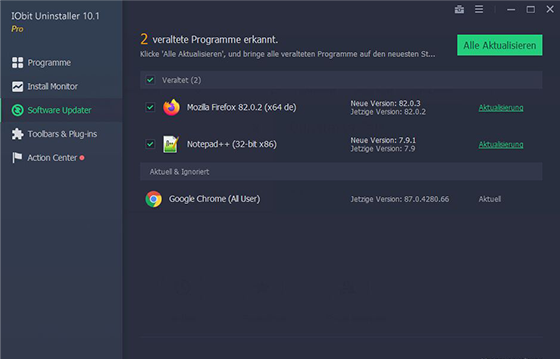 IObit Uninstaller 10.1
Pro
2 veraltete Programme erkannt.
Klicke 'Alle Aktualisieren', und bringe alle veralteten Programme auf den neuesten St...
Alle Aktualisieren
Programme
Install Monitor
Software Updater
Toolbars & Plug-ins
Action Center
Veraltet (2)
Mozilla Firefox 82.0.2 (x64 de)
Neue Version: 82.0.3
Jetzige Version: 82.0.2
Aktualisierung
Notepad++ (32-bit x86)
Neue Version: 7.9.1
Jetzige Version: 7.9
Aktualisierung
Aktuell & Ignoriert
Google Chrome (All User)
Jetzige Version: 87.0.4280.66
Aktuell